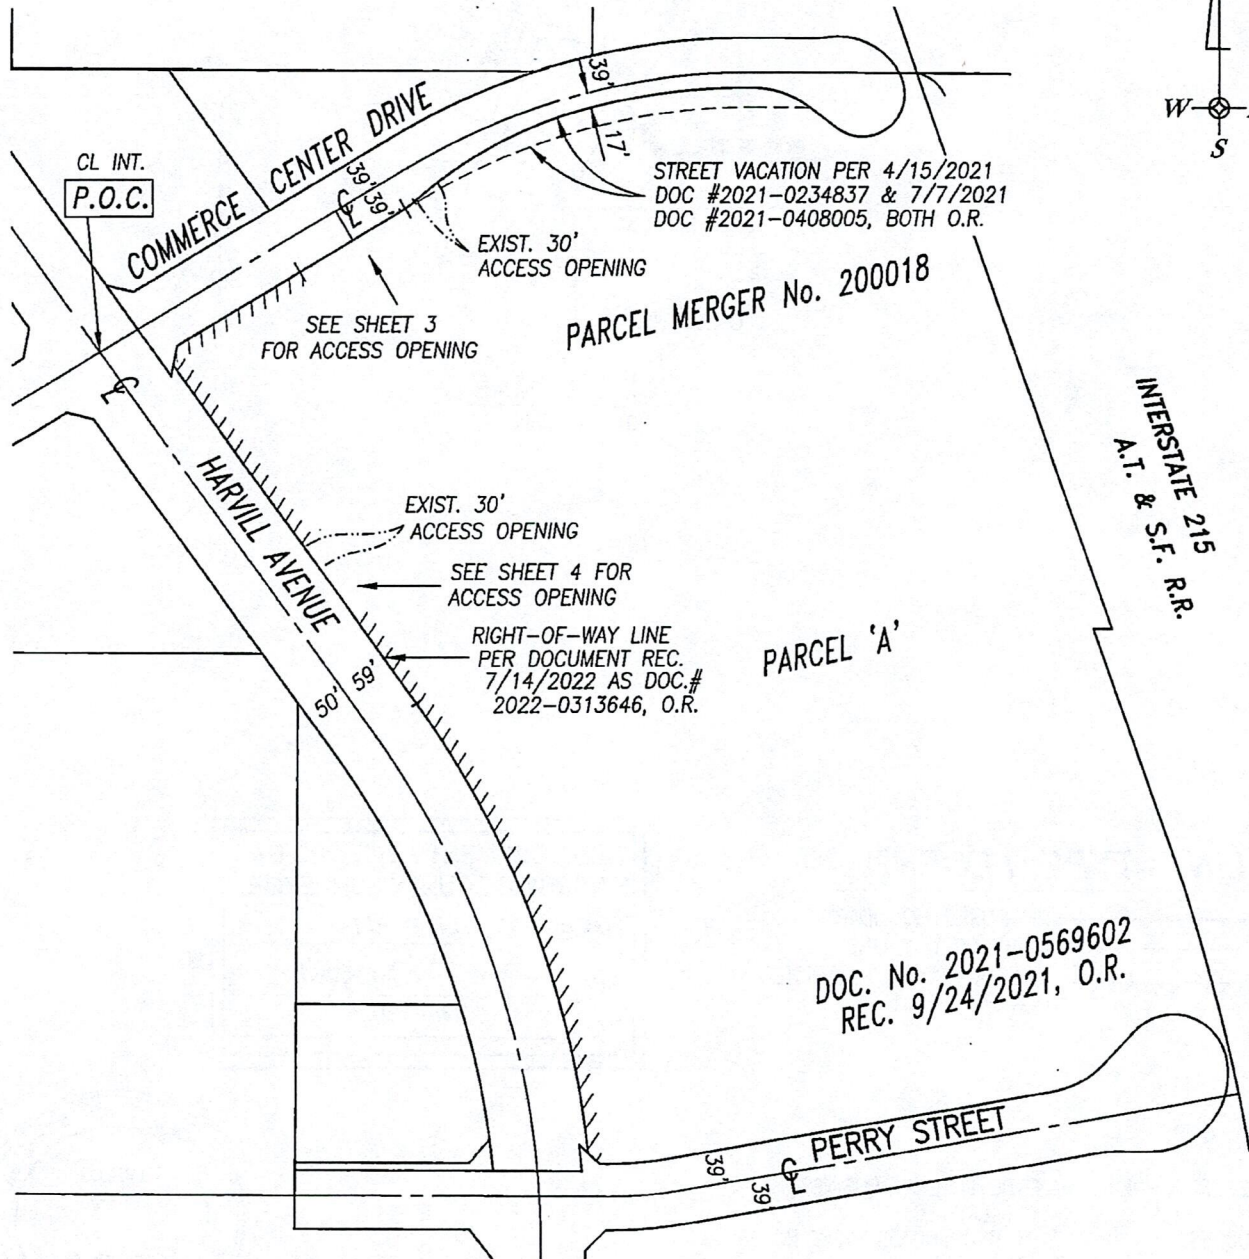 39'
W
S
CL INT.
P.O.C.
COMMERCE CENTER DRIVE
17'
STREET VACATION PER 4/15/2021
DOC #2021-0234837 & 7/7/2021
DOC #2021-0408005, BOTH O.R.
39'
39'
CL
EXIST. 30'
ACCESS OPENING
PARCEL MERGER No. 200018
SEE SHEET 3
FOR ACCESS OPENING
CL
INTERSTATE 215
A.T. & S.F. R.R.
HARVILL AVENUE
EXIST. 30'
ACCESS OPENING
SEE SHEET 4 FOR
ACCESS OPENING
RIGHT-OF-WAY LINE
PER DOCUMENT REC.
7/14/2022 AS DOC.#
2022-0313646, O.R.
PARCEL 'A'
50'
59'
DOC. No. 2021-0569602
REC. 9/24/2021, O.R.
PERRY STREET
39'
CL
39'